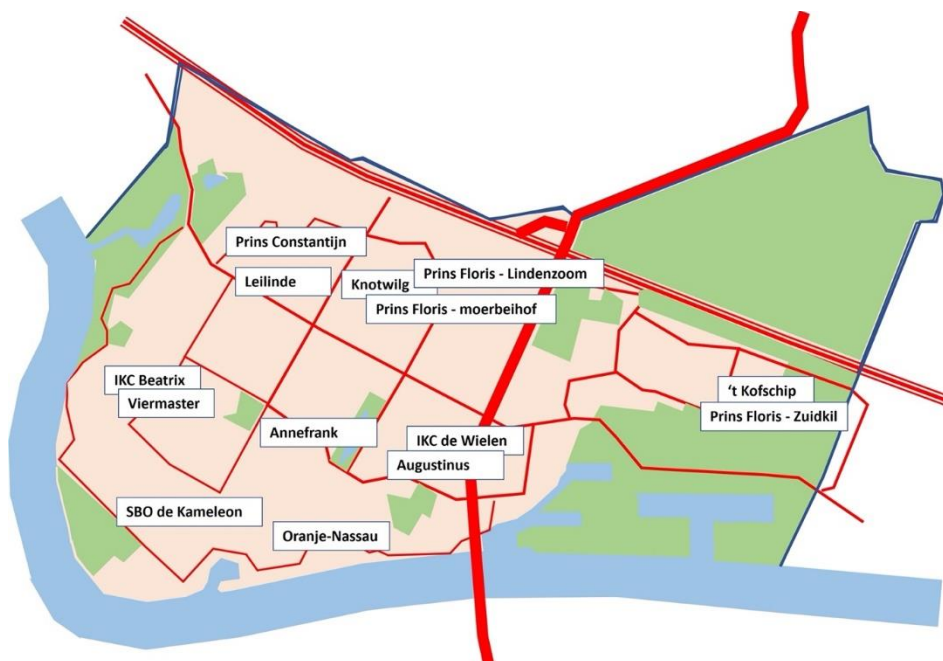 Prins Constantijn
Leilinde
Knotwilg
Prins Floris - Lindenzoom
Prins Floris - moerbeihof
IKC Beatrix
Viermaster
‘t Kofschip
Prins Floris - Zuidkil
Annefrank
IKC de Wielen
Augustinus
SBO de Kameleon
Oranje-Nassau